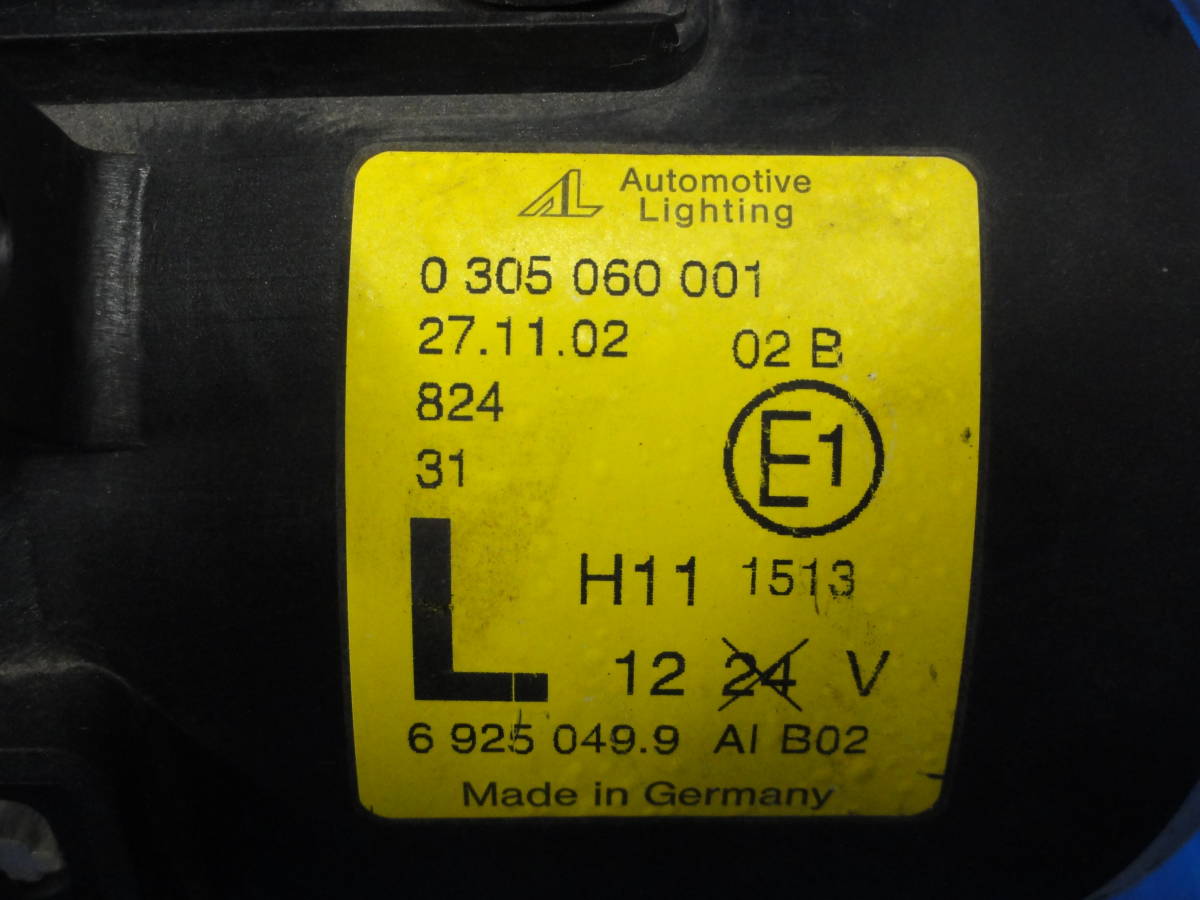 AL Automotive
Lighting
0 305 060 001
27.11.02 02 B
824
E1
31
L
H11 1513
12 24 V
6 925 049.9 AI B02
Made in Germany